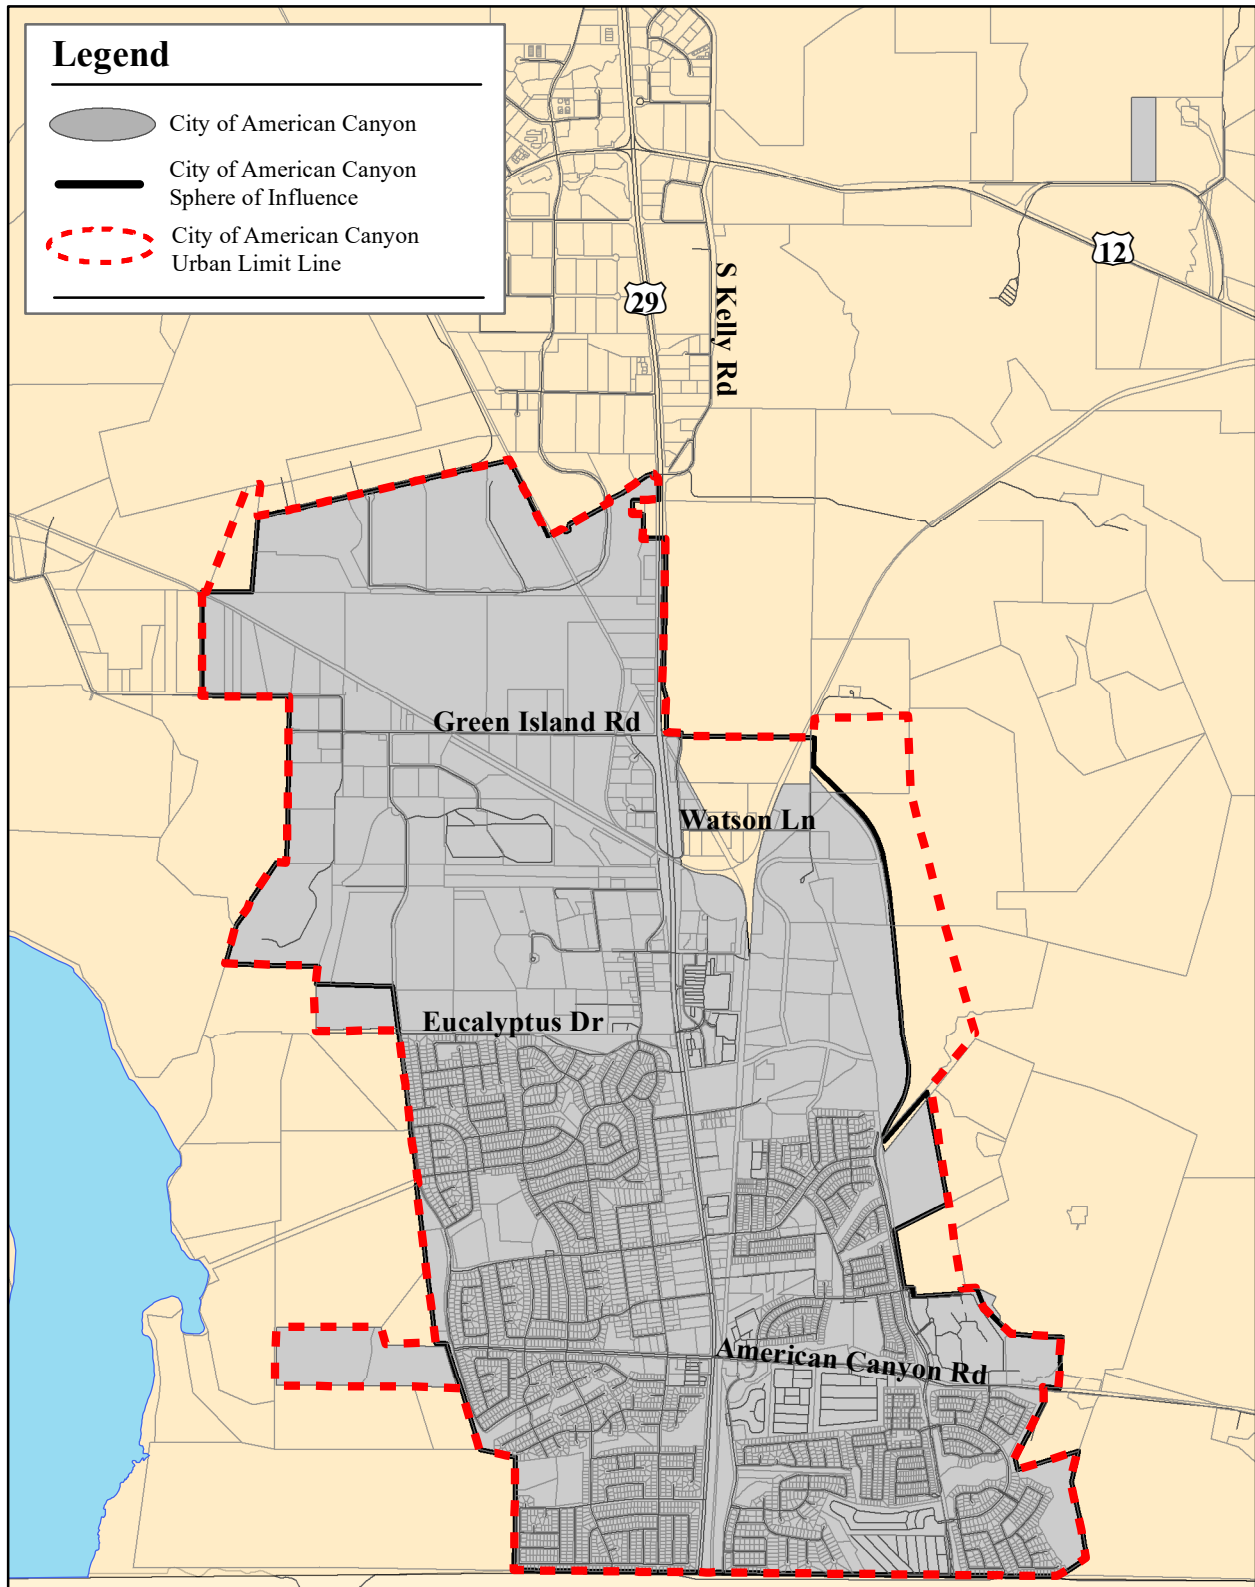 Legend
City of American Canyon
City of American Canyon
Sphere of Influence
City of American Canyon
Urban Limit Line
12
29
S Kelly Rd
Green Island Rd
Watson Ln
Eucalyptus Dr
American Canyon Rd